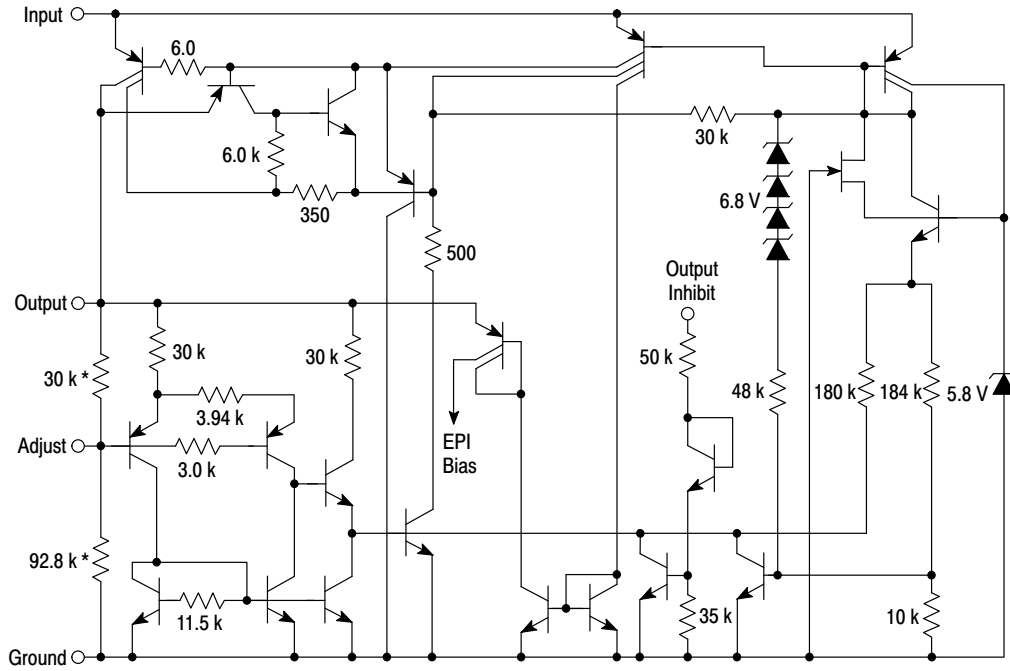 Input
6.0
30 k
6.0 k
6.8 V
350
500
Output
Inhibit
Output
50 k
30 k
30 k
30 k *
3.94 k
48 k
180 k
184 k
5.8 V
Adjust
3.0 k
EPI
Bias
92.8 k *
11.5 k
35 k
10 k
Ground